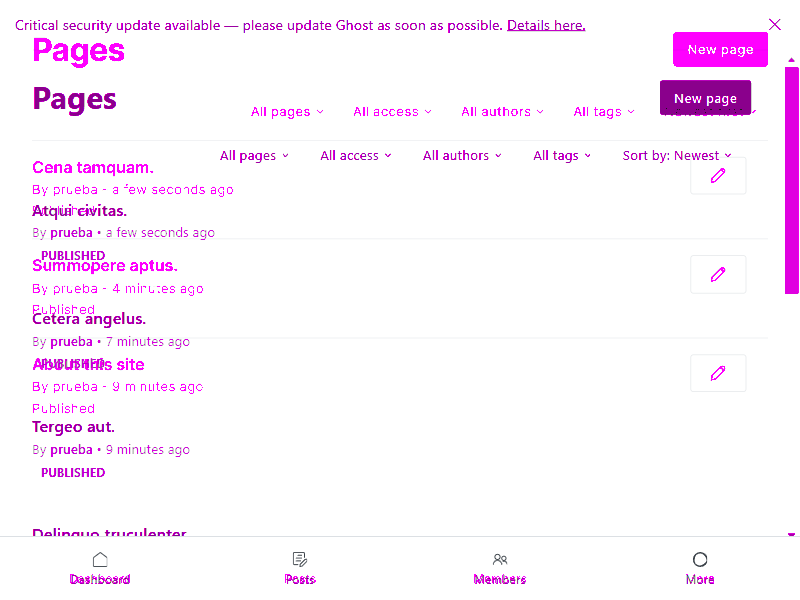 Critical security update available — please update Ghost as soon as possible. Details here.
Pages
New page
Pages
New page
All pages All access All authors All tags
All pages All access All authors All tags Sort by: Newest
Cena tamquam.
By prueba - a few seconds ago
Published
Atqui civitas.
By prueba • a few seconds ago
PUBLISHED
Summopere aptus.
By prueba - 4 minutes ago
Published
Cetera angelus.
By prueba • 7 minutes ago
PUBLISHED
About this site
By prueba - 9 minutes ago
Published
Tergeo aut.
By prueba • 9 minutes ago
PUBLISHED
Delinquo truculenter
Dashboard Posts Members More